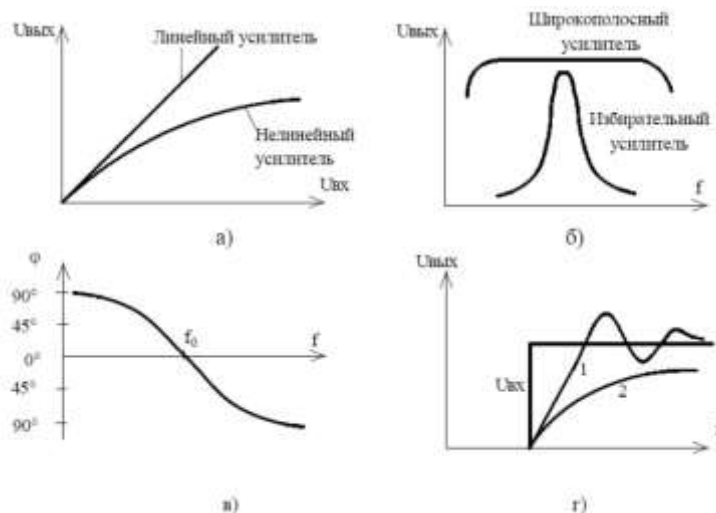 Uвых
Линейный усилитель
Нелинейный
усилитель
Uвх
а)
Uвых
Широкополосный
усилитель
Избирательный
усилитель
f
б)
φ
90°
45°
0°
45°
90°
f₀
f
в)
Uвых
Uвх
1
2
г)